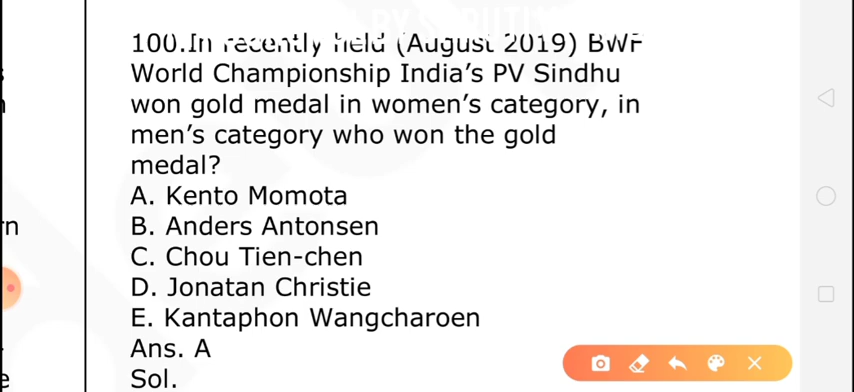 100.In recently held (August 2019) BWF
World Championship India's PV Sindhu
won gold medal in women's category, in
men's category who won the gold
medal?
A. Kento Momota
B. Anders Antonsen
C. Chou Tien-chen
D. Jonatan Christie
E. Kantaphon Wangcharoen
Ans. A
Sol.
rn